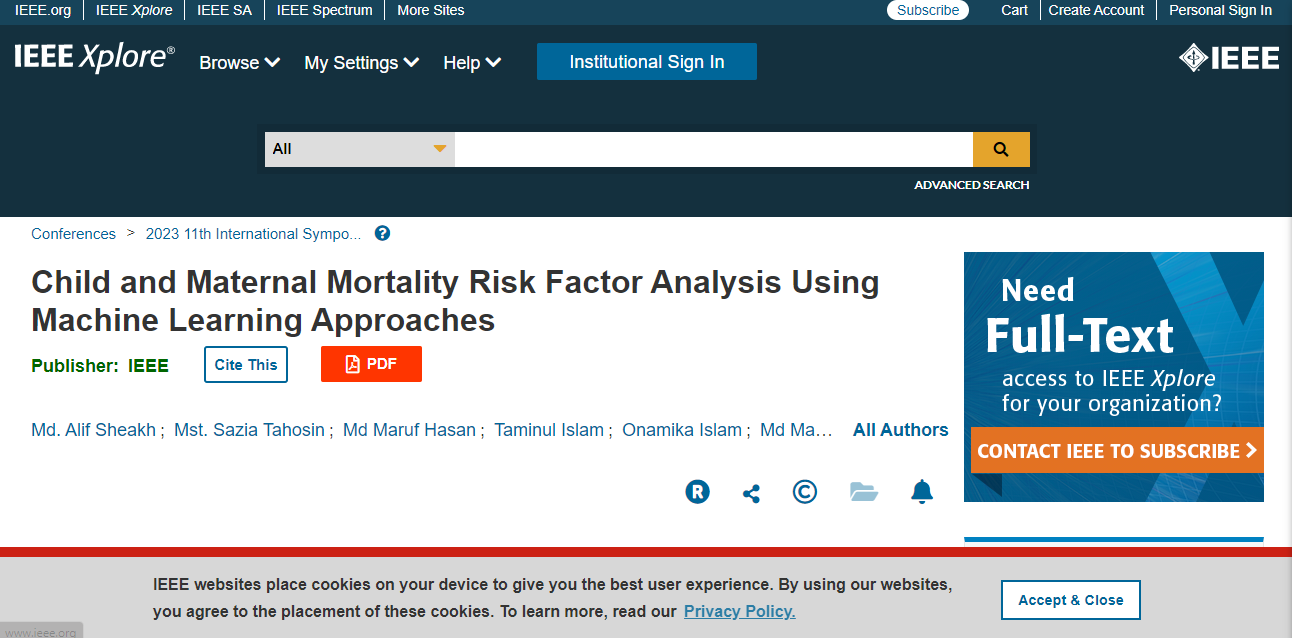 IEEE.org IEEE Xplore IEEE SA IEEE Spectrum More Sites Subscribe Cart Create Account Personal Sign In
IEEE Xplore® Browse My Settings Help Institutional Sign In IEEE
All
ADVANCED SEARCH
Conferences > 2023 11th International Sympo... ?
Child and Maternal Mortality Risk Factor Analysis Using
Machine Learning Approaches
Publisher: IEEE Cite This PDF
Md. Alif Sheakh ; Mst. Sazia Tahosin ; Md Maruf Hasan ; Taminul Islam ; Onamika Islam ; Md Ma... All Authors
R ©
Need
Full-Text
access to IEEE Xplore
for your organization?
CONTACT IEEE TO SUBSCRIBE >
IEEE websites place cookies on your device to give you the best user experience. By using our websites,
you agree to the placement of these cookies. To learn more, read our Privacy Policy.
Accept & Close
www.ieee.org